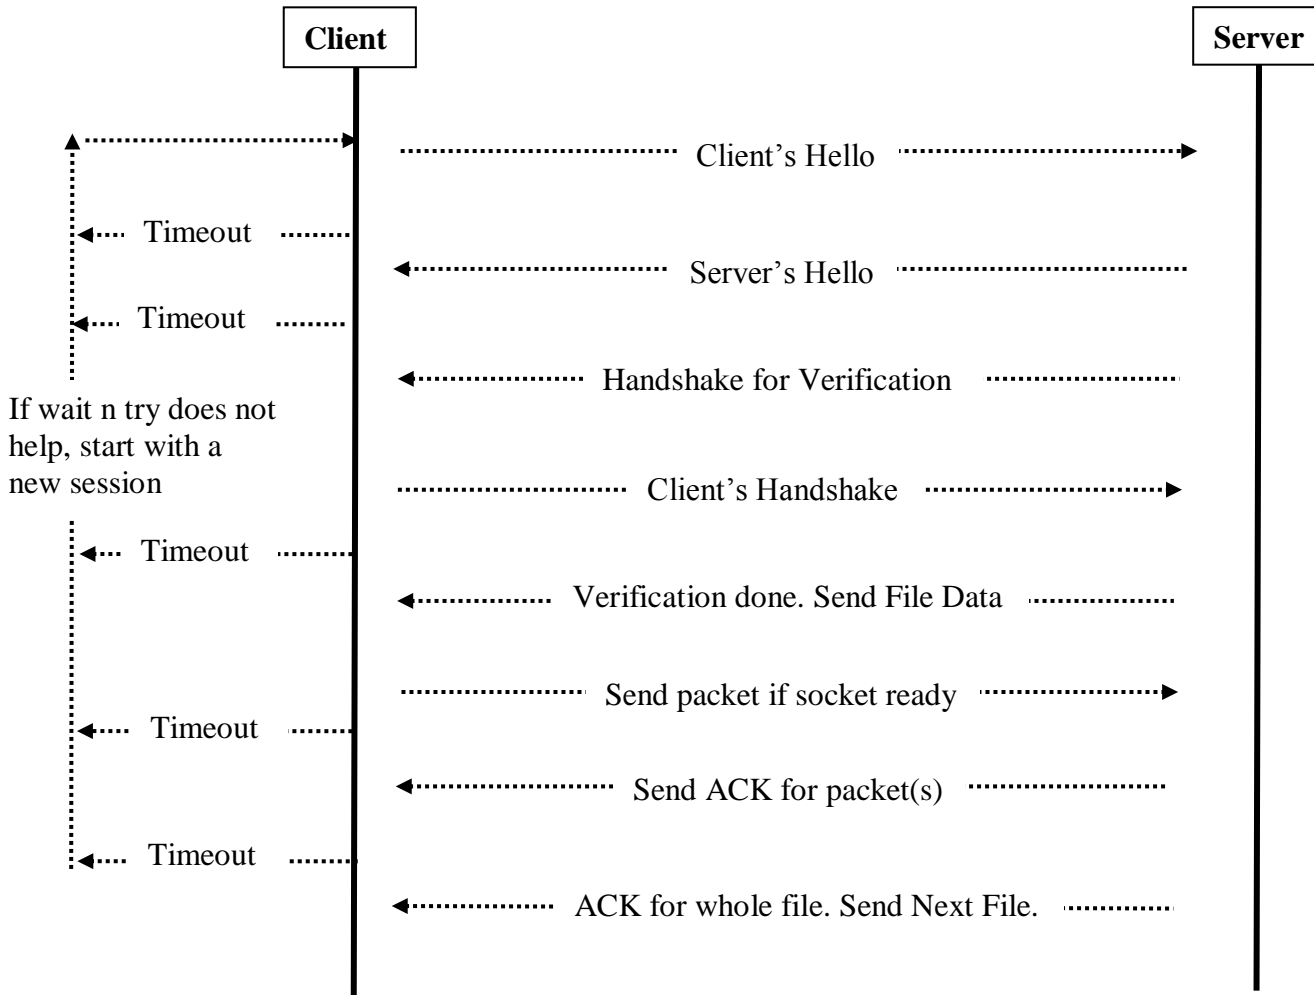 Client
Server
Client’s Hello
Timeout
Server’s Hello
Timeout
Handshake for Verification
If wait n try does not
help, start with a
new session
Client’s Handshake
Timeout
Verification done. Send File Data
Send packet if socket ready
Timeout
Send ACK for packet(s)
Timeout
ACK for whole file. Send Next File.